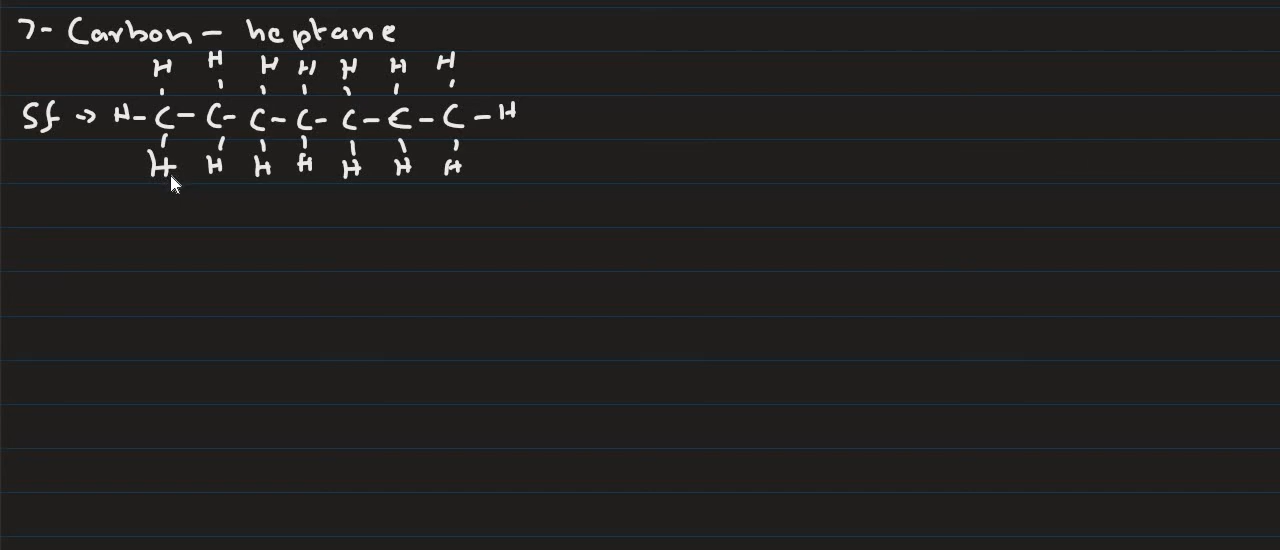 7- Carbon - heptane
H H H H H H H
Sf -> H-C-C-C-C-C-C-C-H
H H H H H H H